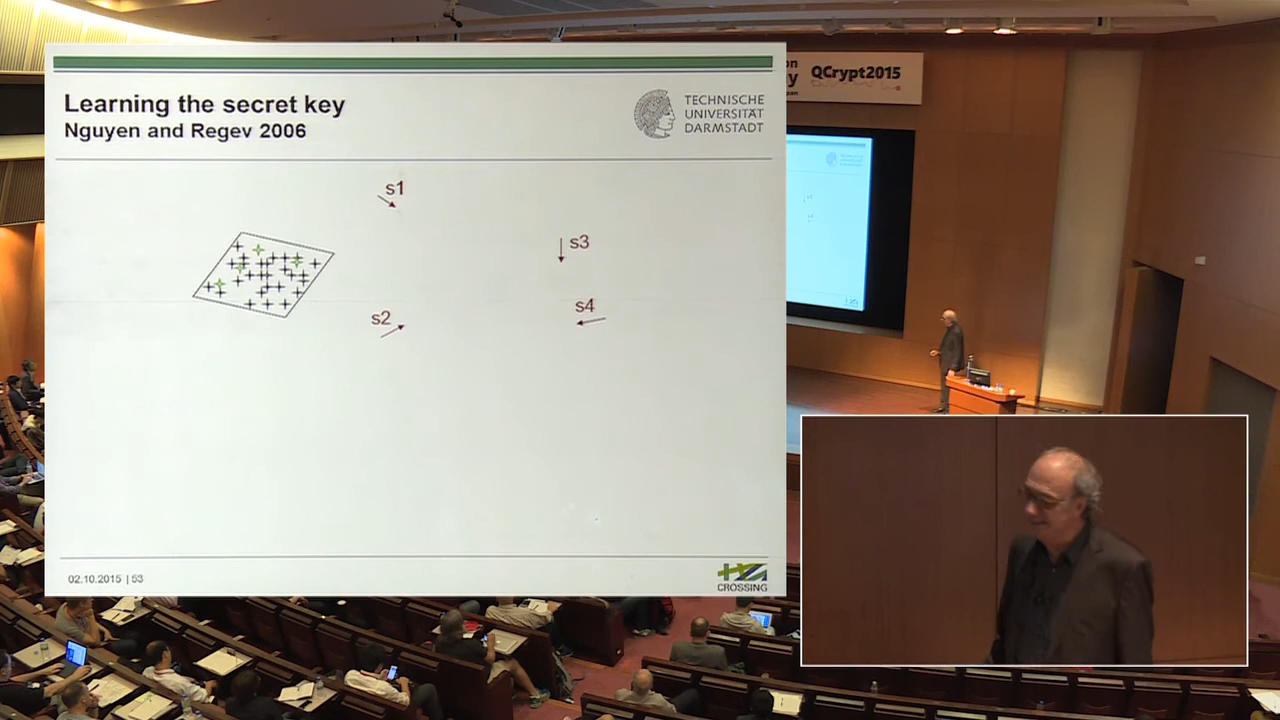 Learning the secret key
Nguyen and Regev 2006
TECHNISCHE
UNIVERSITÄT
DARMSTADT
s1
s3
s4
s2
02.10.2015 | 53
CROSSING
on
QCrypt2015